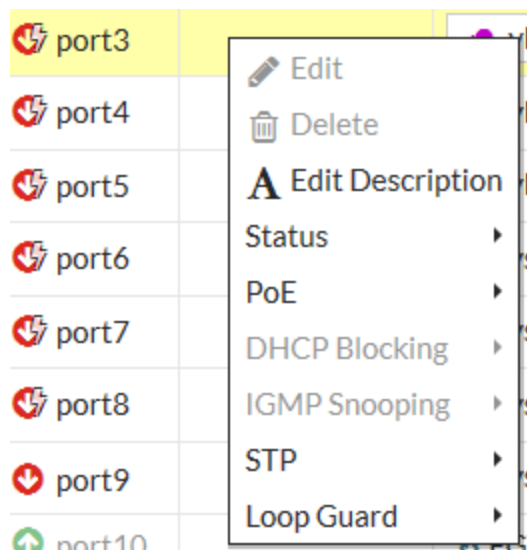 port3
port4
port5
port6
port7
port8
port9
port10
Edit
Delete
Edit Description
Status
PoE
DHCP Blocking
IGMP Snooping
STP
Loop Guard